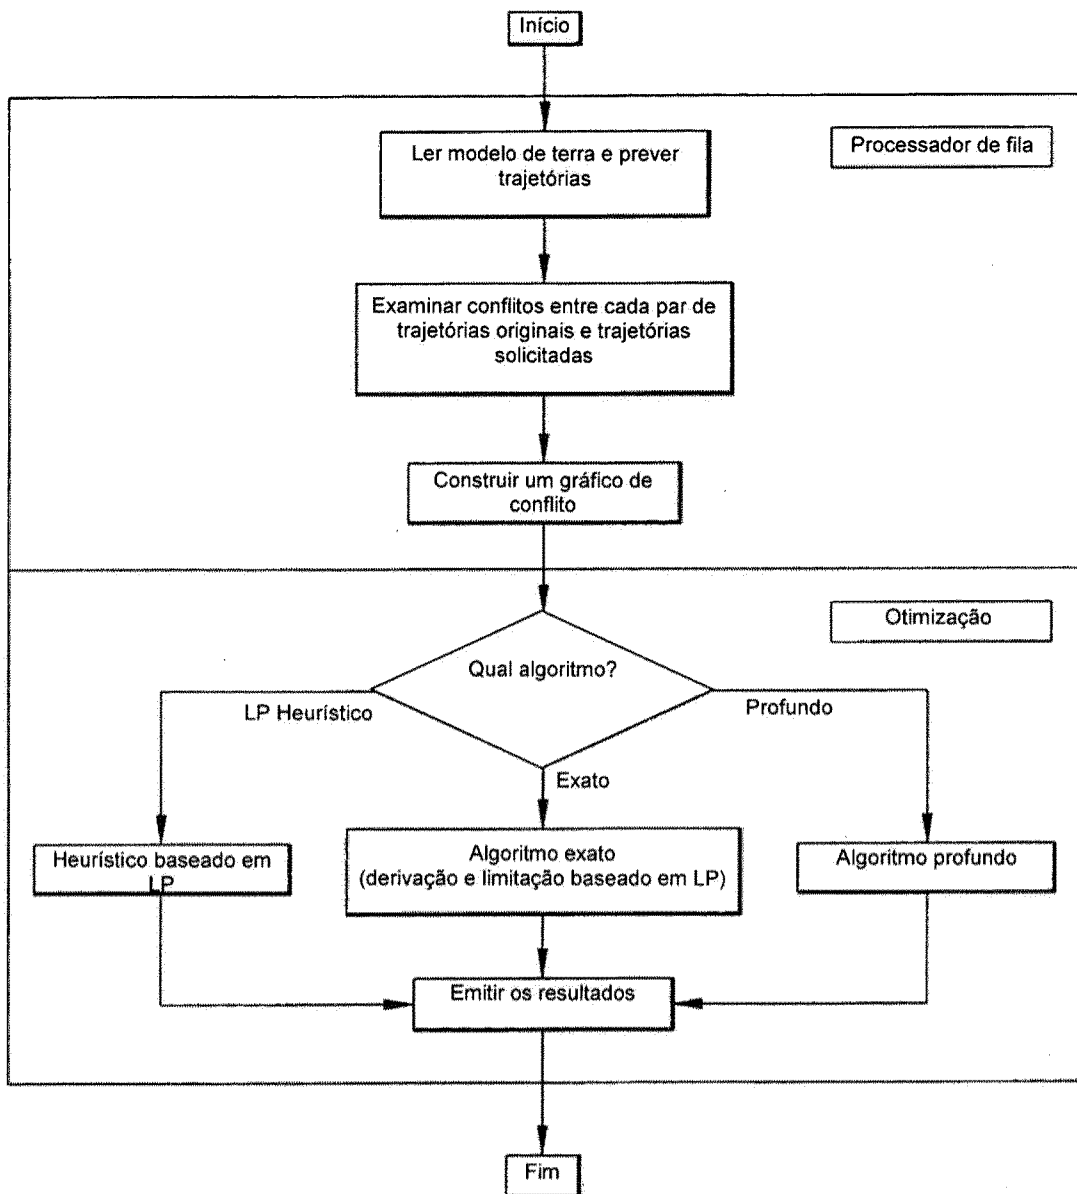 Início
Ler modelo de terra e prever
trajetórias
Processador de fila
Examinar conflitos entre cada par de
trajetórias originais e trajetórias
solicitadas
Construir um gráfico de
conflito
Otimização
Qual algoritmo?
LP Heurístico
Profundo
Exato
Heurístico baseado em
LP
Algoritmo exato
(derivação e limitação baseado em LP)
Algoritmo profundo
Emitir os resultados
Fim